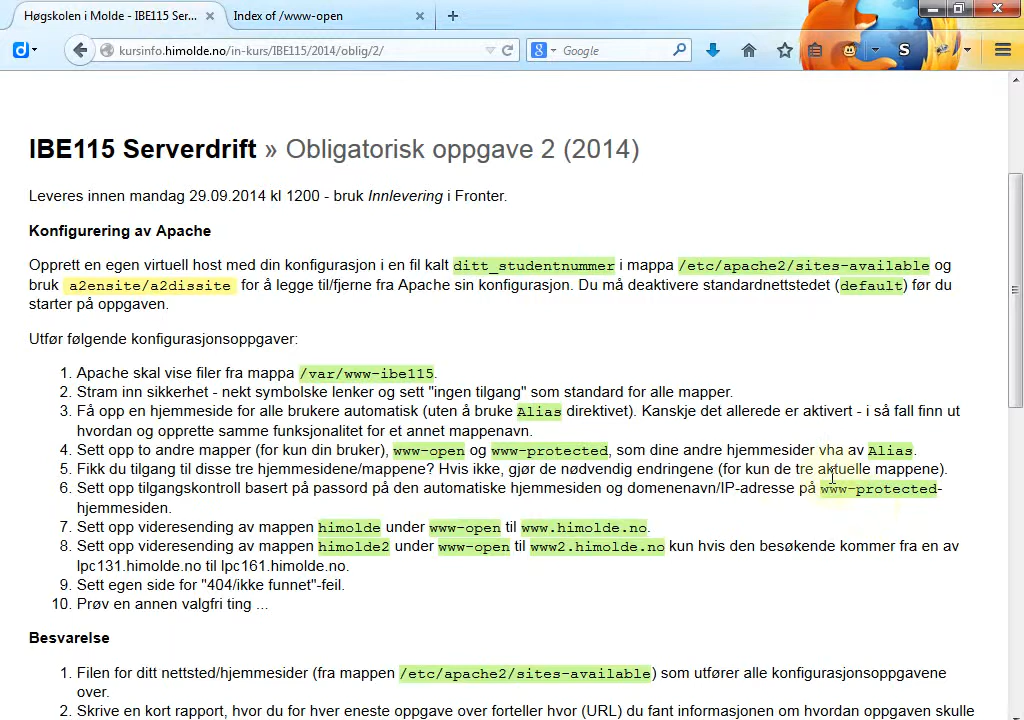 Høgskolen i Molde - IBE115 Ser...
Index of /www-open
kursinfo.himolde.no/in-kurs/IBE115/2014/oblig/2/
Google
IBE115 Serverdrift » Obligatorisk oppgave 2 (2014)
Leveres innen mandag 29.09.2014 kl 1200 - bruk Innlevering i Fronter.
Konfigurering av Apache
Opprett en egen virtuell host med din konfigurasjon i en fil kalt ditt_studentnummer i mappa /etc/apache2/sites-available og
bruk a2ensite/a2dissite for å legge til/fjerne fra Apache sin konfigurasjon. Du må deaktivere standardnettstedet (default) før du
starter på oppgaven.
Utfør følgende konfigurasjonsoppgaver:
1. Apache skal vise filer fra mappa /var/www-ibe115.
2. Stram inn sikkerhet - nekt symbolske lenker og sett "ingen tilgang" som standard for alle mapper.
3. Få opp en hjemmeside for alle brukere automatisk (uten å bruke Alias direktivet). Kanskje det allerede er aktivert - i så fall finn ut
hvordan og opprette samme funksjonalitet for et annet mappenavn.
4. Sett opp to andre mapper (for kun din bruker), www-open og www-protected, som dine andre hjemmesider vha av Alias.
5. Fikk du tilgang til disse tre hjemmesidene/mappene? Hvis ikke, gjør de nødvendig endringene (for kun de tre aktuelle mappene).
6. Sett opp tilgangskontroll basert på passord på den automatiske hjemmesiden og domenenavn/IP-adresse på www-protected-
hjemmesiden.
7. Sett opp videresending av mappen himolde under www-open til www.himolde.no.
8. Sett opp videresending av mappen himolde2 under www-open til www2.himolde.no kun hvis den besøkende kommer fra en av
lpc131.himolde.no til lpc161.himolde.no.
9. Sett egen side for "404/ikke funnet"-feil.
10. Prøv en annen valgfri ting ...
Besvarelse
1. Filen for ditt nettsted/hjemmesider (fra mappen /etc/apache2/sites-available) som utfører alle konfigurasjonsoppgavene
over.
2. Skrive en kort rapport, hvor du for hver eneste oppgave over forteller hvor (URL) du fant informasjonen om hvordan oppgaven skulle